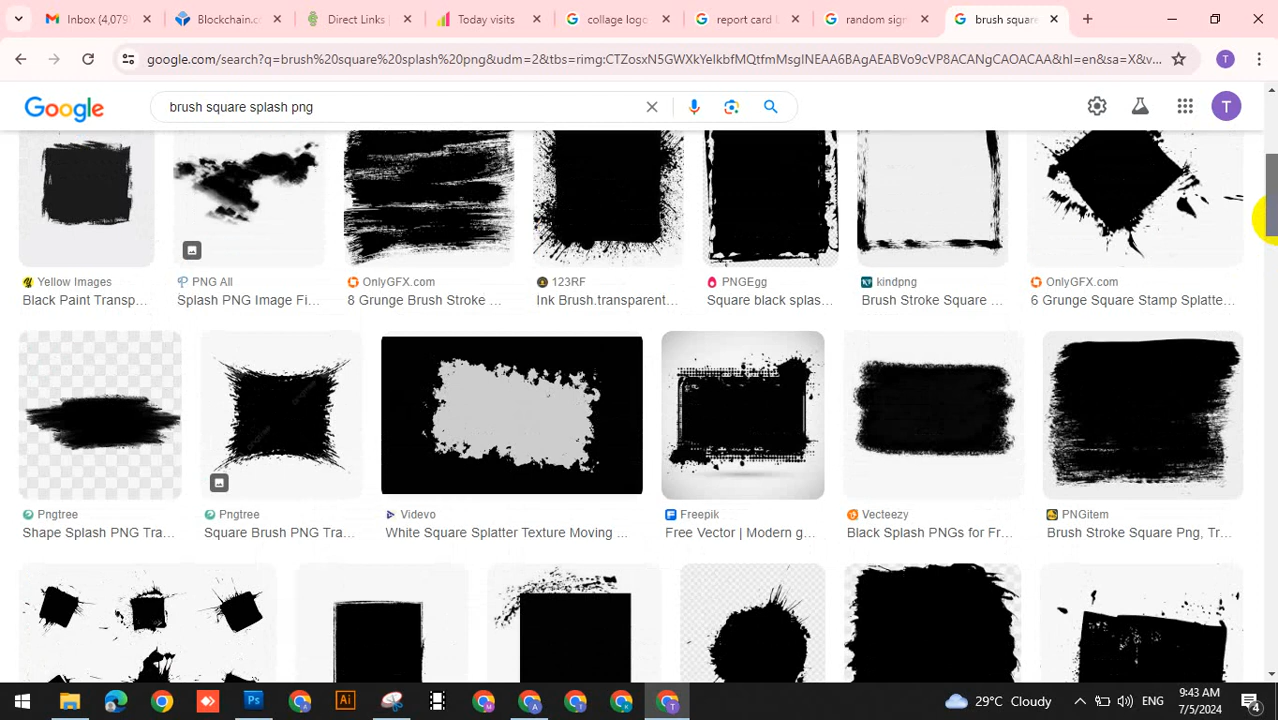 Inbox (4,079
Blockchain.c
Direct Links
Today visits
collage logo
report card
random sign
brush square
google.com/search?q=brush%20square%20splash%20png&udm=2&tbs=rimg:CTZosxN5GWXkYelkbfMQtfmMsgINEAA6BAgAEABVo9cVP8ACANgCAOACAA&hl=en&sa=X&v...
T
Google
brush square splash png
T
Yellow Images
Black Paint Transp...
PNG All
Splash PNG Image Fi...
OnlyGFX.com
8 Grunge Brush Stroke ...
123RF
Ink Brush.transparent...
PNGEgg
Square black splas...
kindpng
Brush Stroke Square ...
OnlyGFX.com
6 Grunge Square Stamp Splatte...
Pngtree
Shape Splash PNG Tra...
Pngtree
Square Brush PNG Tra...
Videvo
White Square Splatter Texture Moving ...
Freepik
Free Vector | Modern g...
Vecteezy
Black Splash PNGs for Fr...
PNGitem
Brush Stroke Square Png, Tr...
Ps
Ai
29°C Cloudy
ENG
9:43 AM
7/5/2024
4